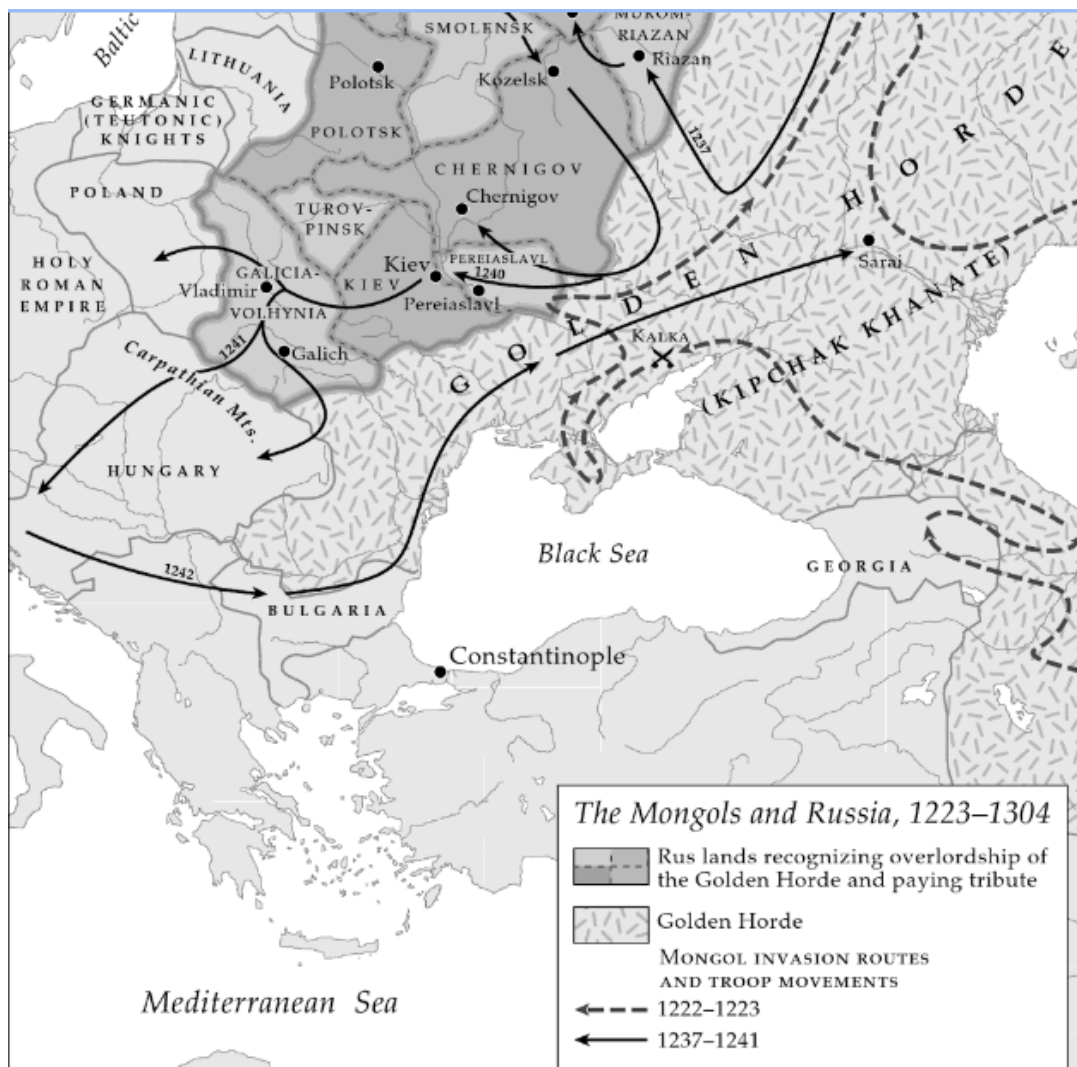 SMOLENSK
MUROM-
RIAZAN
Baltic
LITHUANIA
Polotsk
Kozelsk
Riazan
GERMANIC
(TEUTONIC)
KNIGHTS
POLOTSK
1237
HORDE
POLAND
CHERNIGOV
Chernigov
TUROV-
PINSK
HOLY
ROMAN
EMPIRE
GALICIA-
VOLHYNIA
Vladimir
Kiev
KIEV
PEREIASLAVL
1240
Pereiaslavl
Sarai
GOLDEN
(KIPCHAK KHANATE)
1241
Galich
KALKA
Carpathian Mts.
HUNGARY
Black Sea
GEORGIA
1242
BULGARIA
Constantinople
Mediterranean Sea
The Mongols and Russia, 1223–1304
Rus lands recognizing overlordship of
the Golden Horde and paying tribute
Golden Horde
MONGOL INVASION ROUTES
AND TROOP MOVEMENTS
1222–1223
1237–1241